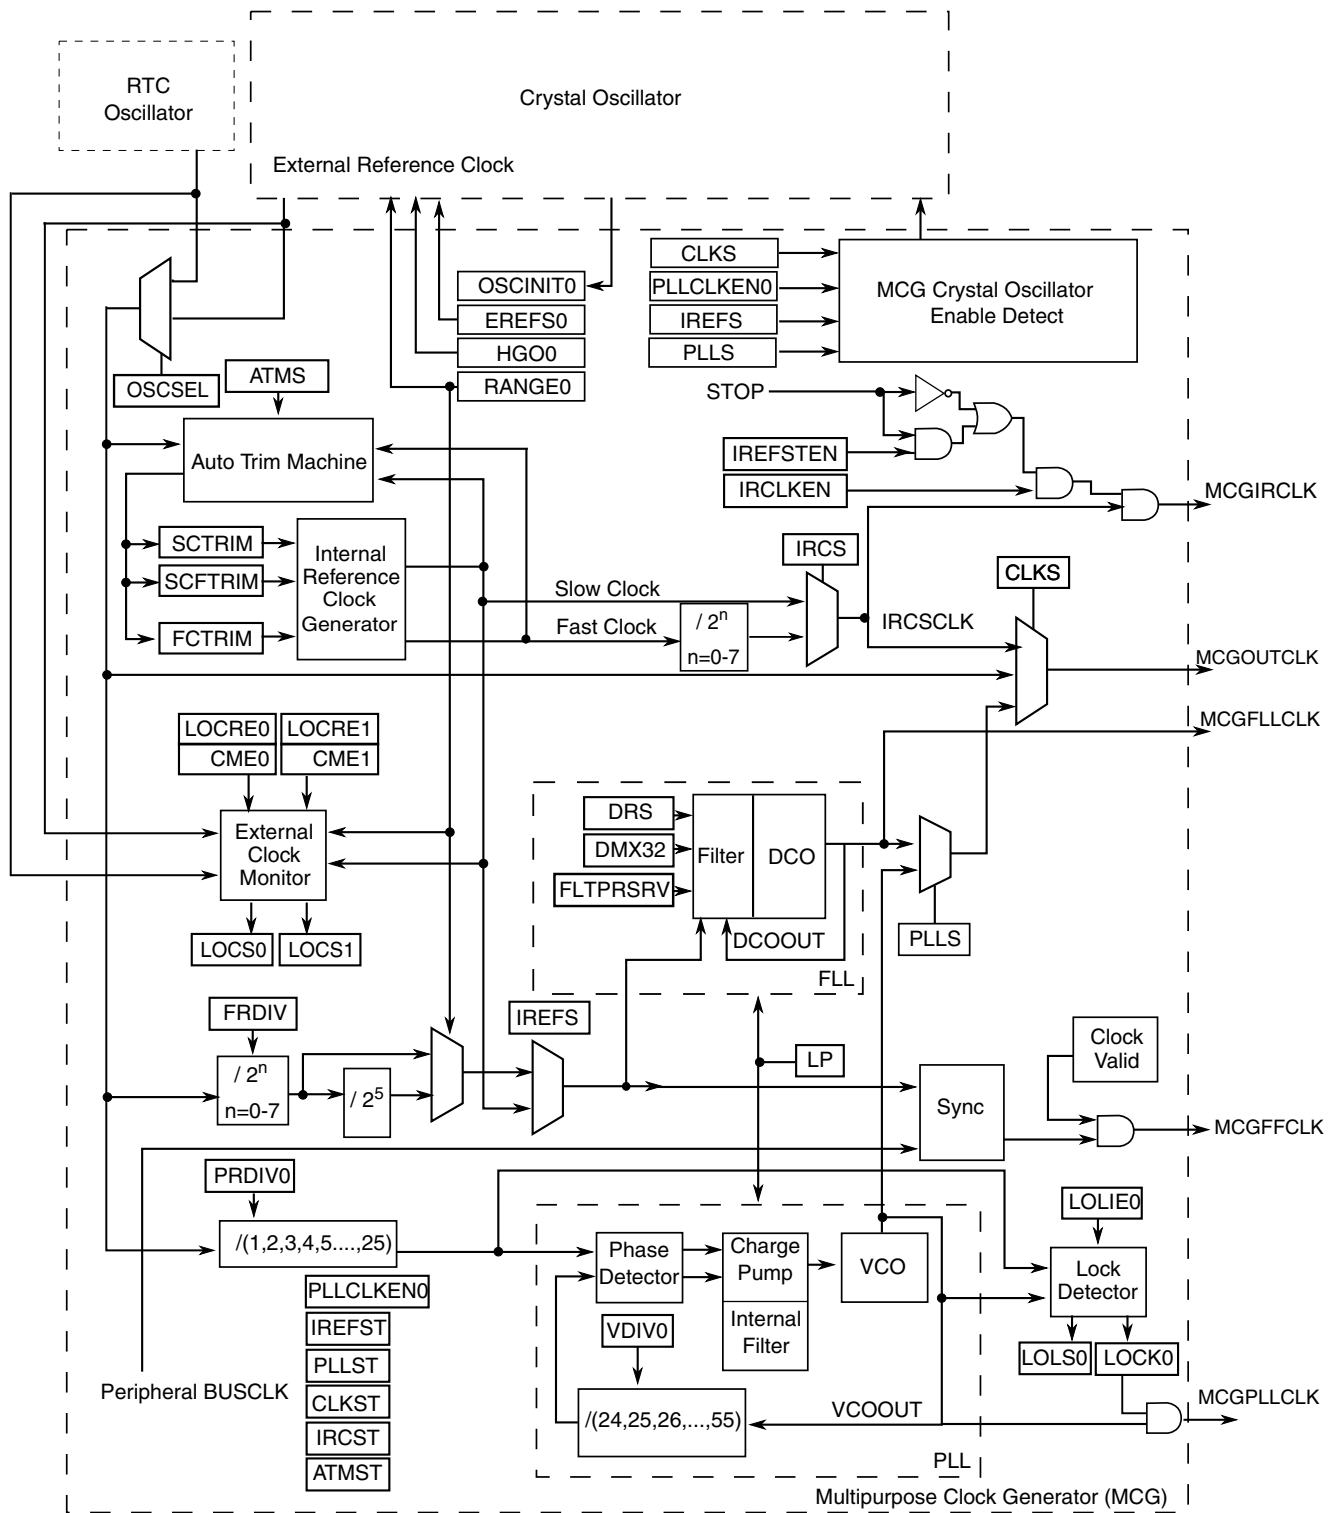 RTC
Oscillator
Crystal Oscillator
External Reference Clock
CLKS
OSCINIT0
PLLCLKEN0
MCG Crystal Oscillator
Enable Detect
EREFS0
IREFS
HGO0
PLLS
RANGE0
OSCSEL
ATMS
STOP
Auto Trim Machine
IREFSTEN
IRCLKEN
MCGIRCLK
SCTRIM
SCFTRIM
FCTRIM
Internal
Reference
Clock
Generator
IRCS
CLKS
Slow Clock
Fast Clock
/ 2ⁿ
n=0-7
IRCSCLK
MCGOUTCLK
MCGFLLCLK
LOCRE0
LOCRE1
CME0
CME1
External
Clock
Monitor
LOCS0
LOCS1
DRS
DMX32
FLTPRSRV
Filter
DCO
DCOOUT
FLL
PLLS
FRDIV
/ 2ⁿ
n=0-7
/ 2⁵
IREFS
LP
Clock
Valid
Sync
MCGFFCLK
PRDIV0
/(1,2,3,4,5....,25)
Phase
Detector
Charge
Pump
Internal
Filter
VCO
LOLIE0
Lock
Detector
LOLS0
LOCK0
PLLCLKEN0
IREFST
PLLST
CLKST
IRCST
ATMST
Peripheral BUSCLK
VDIV0
/(24,25,26,...,55)
VCOOUT
PLL
MCGPLLCLK
Multipurpose Clock Generator (MCG)